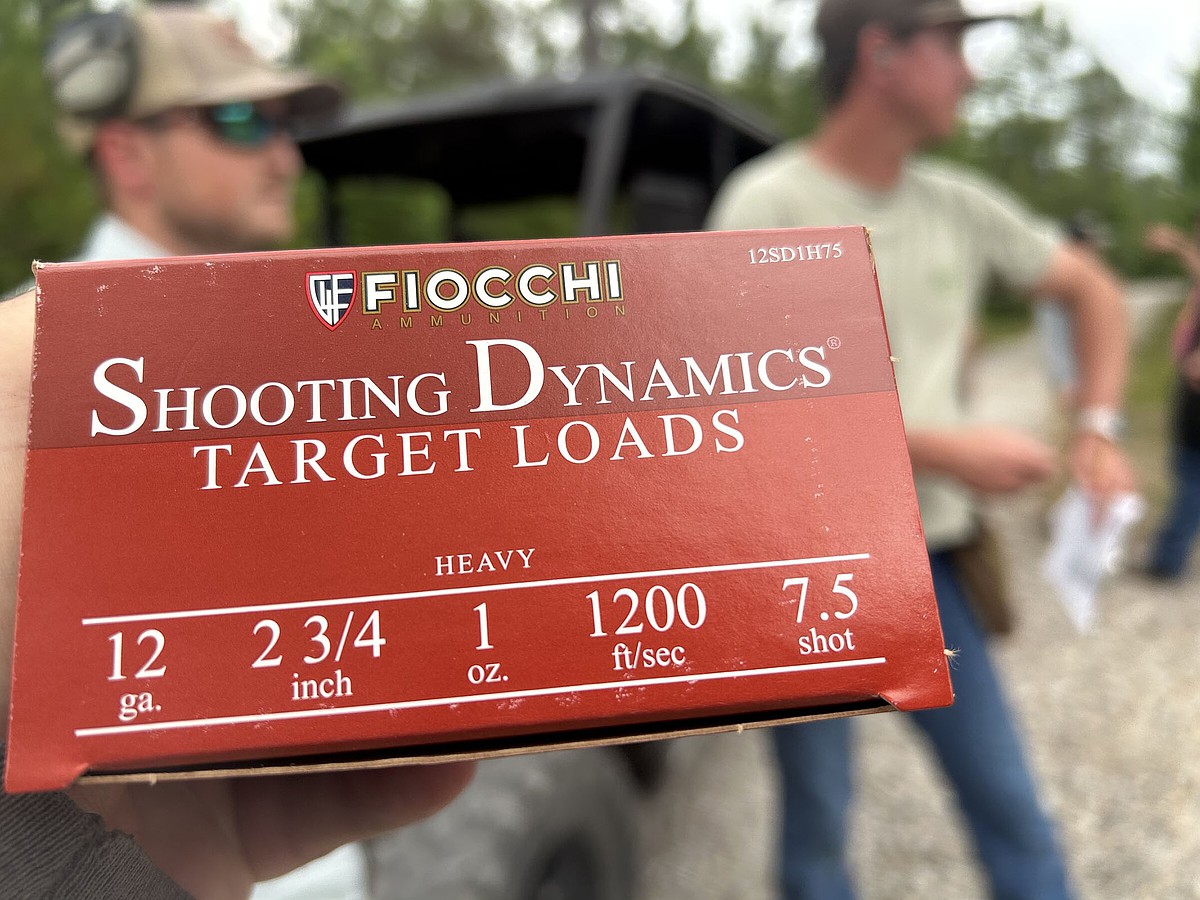 12SD1H75
GF FIOCCHI
AMMUNITION
SHOOTING DYNAMICS®
TARGET LOADS
HEAVY
12 2 3/4 1 1200 7.5
ga. inch oz. ft/sec shot